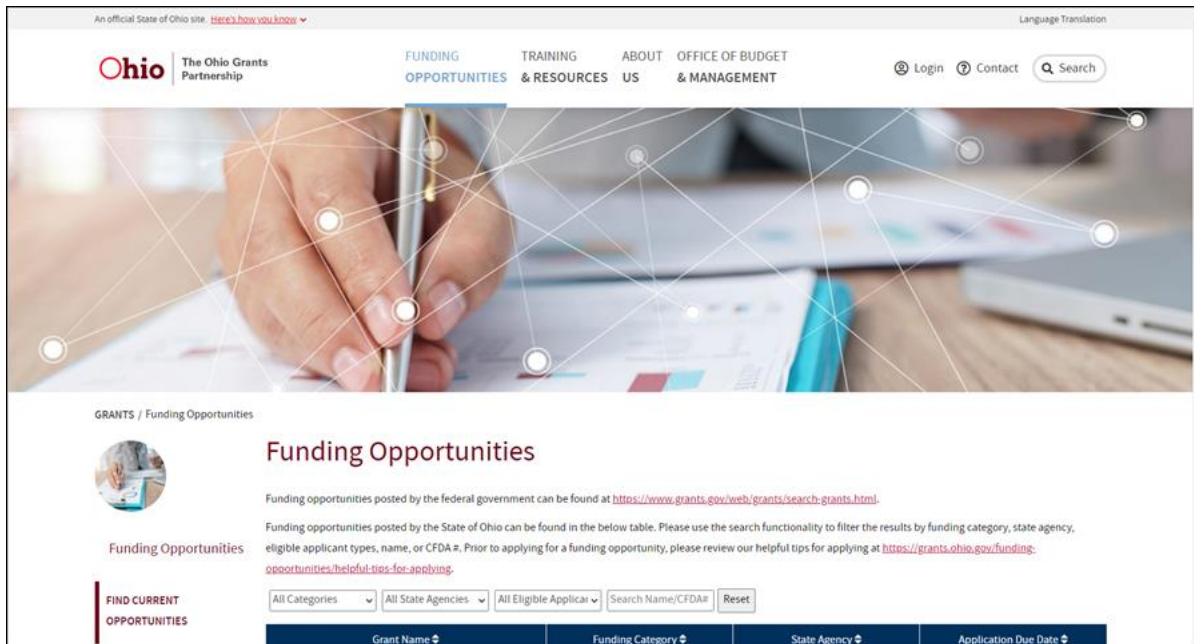 An official State of Ohio site. Here's how you know
Language Translation
Ohio
The Ohio Grants
Partnership
FUNDING
OPPORTUNITIES
TRAINING
& RESOURCES
ABOUT
US
OFFICE OF BUDGET
& MANAGEMENT
Login
Contact
Search
GRANTS / Funding Opportunities
Funding Opportunities
Funding opportunities posted by the federal government can be found at https://www.grants.gov/web/grants/search-grants.html.
Funding opportunities posted by the State of Ohio can be found in the below table. Please use the search functionality to filter the results by funding category, state agency,
eligible applicant types, name, or CFDA #. Prior to applying for a funding opportunity, please review our helpful tips for applying at https://grants.ohio.gov/funding-
opportunities/helpful-tips-for-applying.
Funding Opportunities
FIND CURRENT
OPPORTUNITIES
All Categories
All State Agencies
All Eligible Applicar
Search Name/CFDA#
Reset
Grant Name
Funding Category
State Agency
Application Due Date